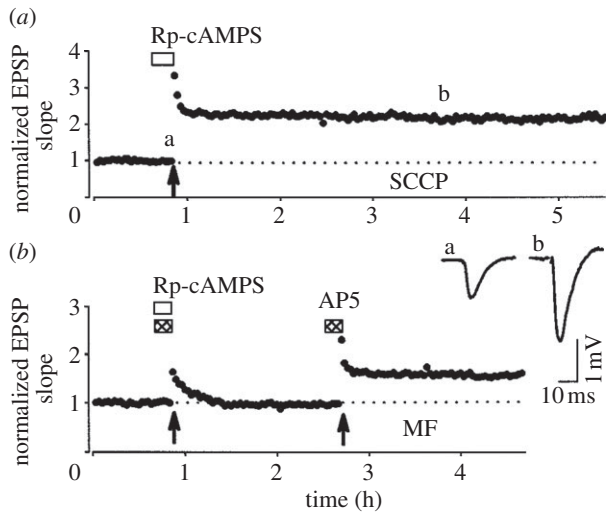 (a)
Rp-cAMPS
4
3
2
1
normalized EPSP
slope
a
b
SCCP
0 1 2 3 4 5
(b)
Rp-cAMPS
AP5
3
2
1
normalized EPSP
slope
MF
0 1 2 3 4
time (h)
a
b
1 mV
10 ms